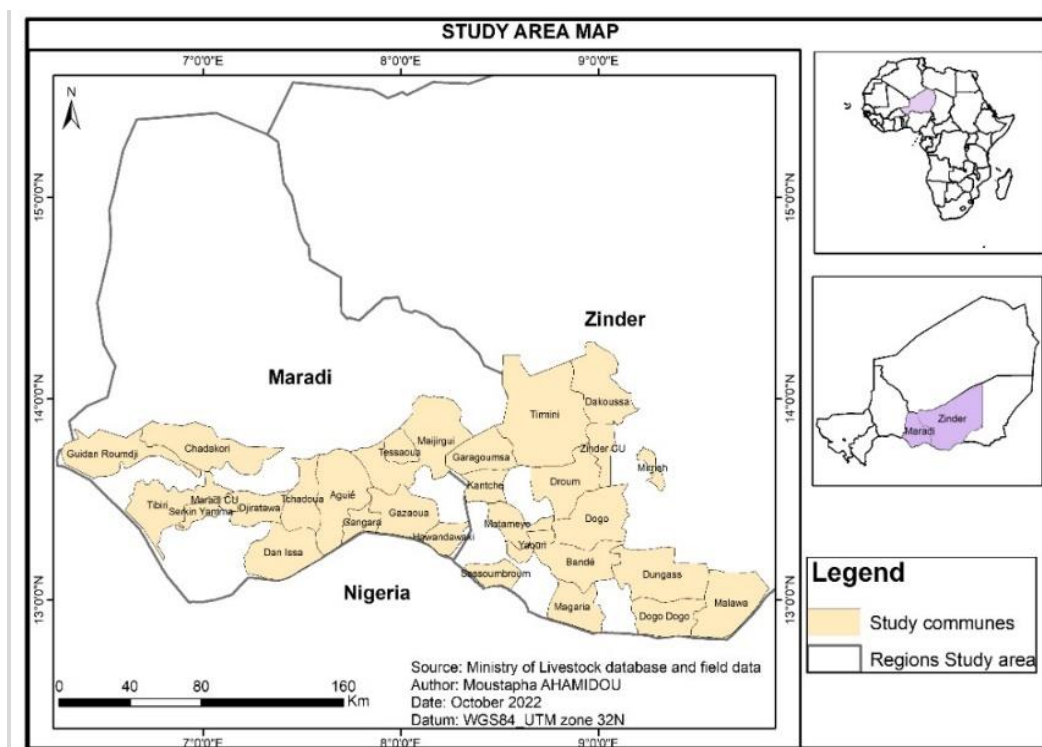 STUDY AREA MAP
7°0'0"E 8°0'0"E 9°0'0"E
N
15°0'0"N 15°0'0"N
Zinder
Maradi
14°0'0"N 14°0'0"N
Dakoussa
Tirmini
Maijirgui
Chadakori
Tessaoua
Garagoumsa
Zinder CU
Guidan Roumdji
Mirriah
Kantche
Droum
Aguié
Maradi CU
Tchadoua
Tibiri
Serkin Yamma
Djiratawa
Gazaoua
Matameye
Dogo
Gangara
Hawandawaki
Yaouri
Dan Issa
Bandé
Sassoumbroum
Dungass
Nigeria
Magaria
Dogo Dogo
Malawa
13°0'0"N 13°0'0"N
Source: Ministry of Livestock database and field data
Author: Moustapha AHAMIDOU
Date: October 2022
Datum: WGS84_UTM zone 32N
0 40 80 160
Km
7°0'0"E 8°0'0"E 9°0'0"E
Zinder
Maradi
Legend
Study communes
Regions Study area